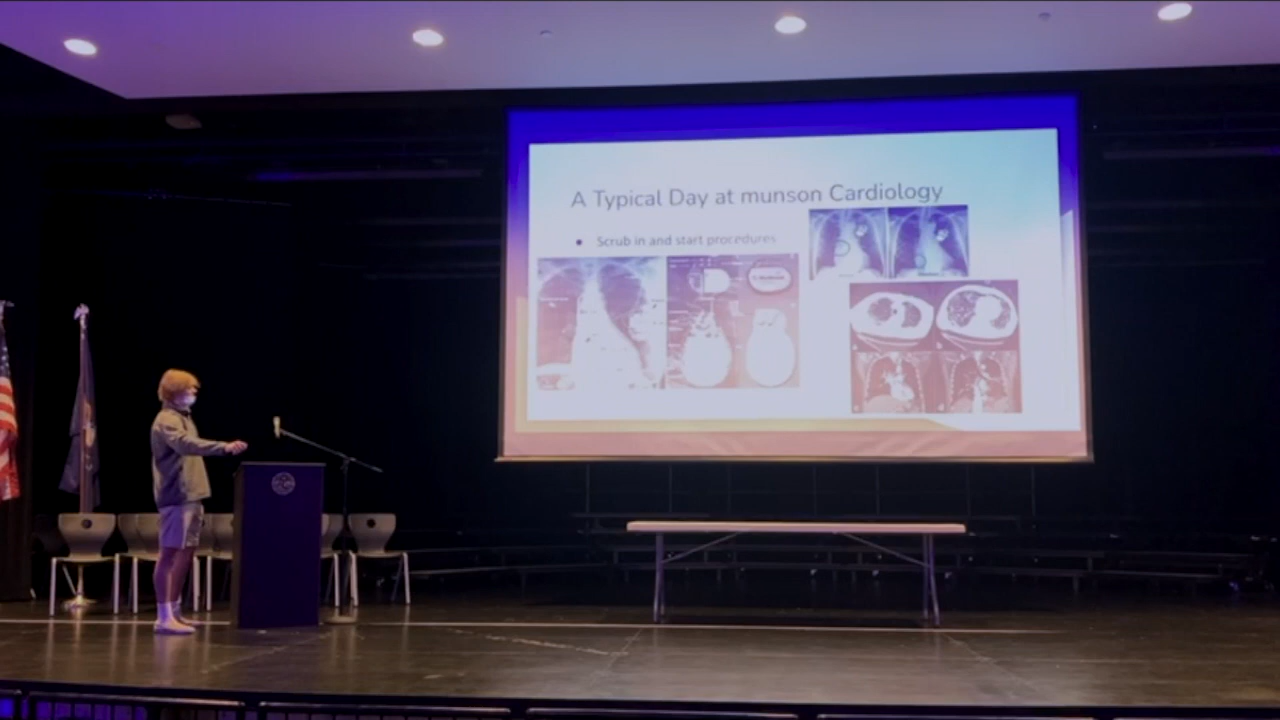 A Typical Day at munson Cardiology
● Scrub in and start procedures